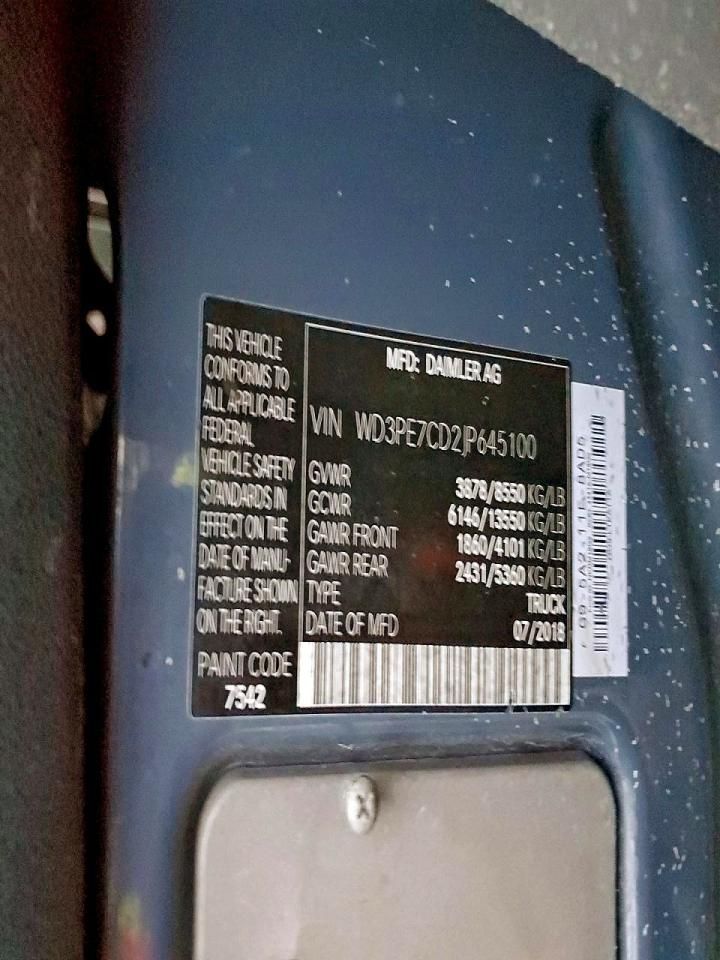 THIS VEHICLE
CONFORMS TO
ALL APPLICABLE
FEDERAL
VEHICLE SAFETY
STANDARDS IN
EFFECT ON THE
DATE OF MANU-
FACTURE SHOWN
ON THE RIGHT.
PAINT CODE
7542
MFD: DAIMLER AG
VIN WD3PE7CD2JP645100
GVWR 3878/8550 KG/LB
GCWR 6146/13550 KG/LB
GAWR FRONT 1860/4101 KG/LB
GAWR REAR 2431/5360 KG/LB
TYPE TRUCK
DATE OF MFD 07/2018